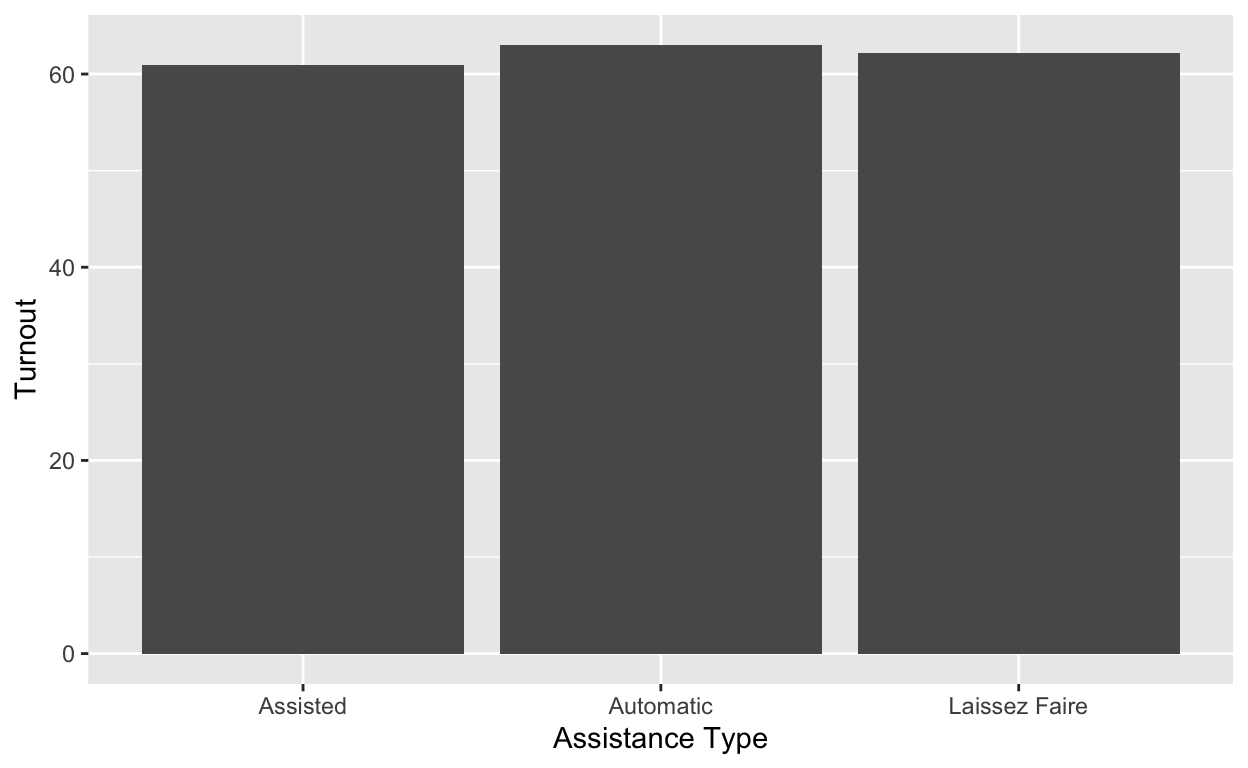 Turnout
60
40
20
0
Assisted
Automatic
Laissez Faire
Assistance Type